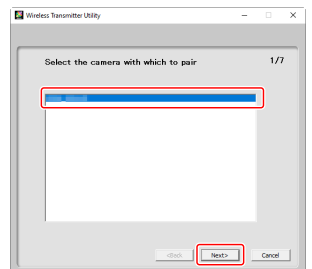 Wireless Transmitter Utility
Select the camera with which to pair 1/7
<Back Next> Cancel